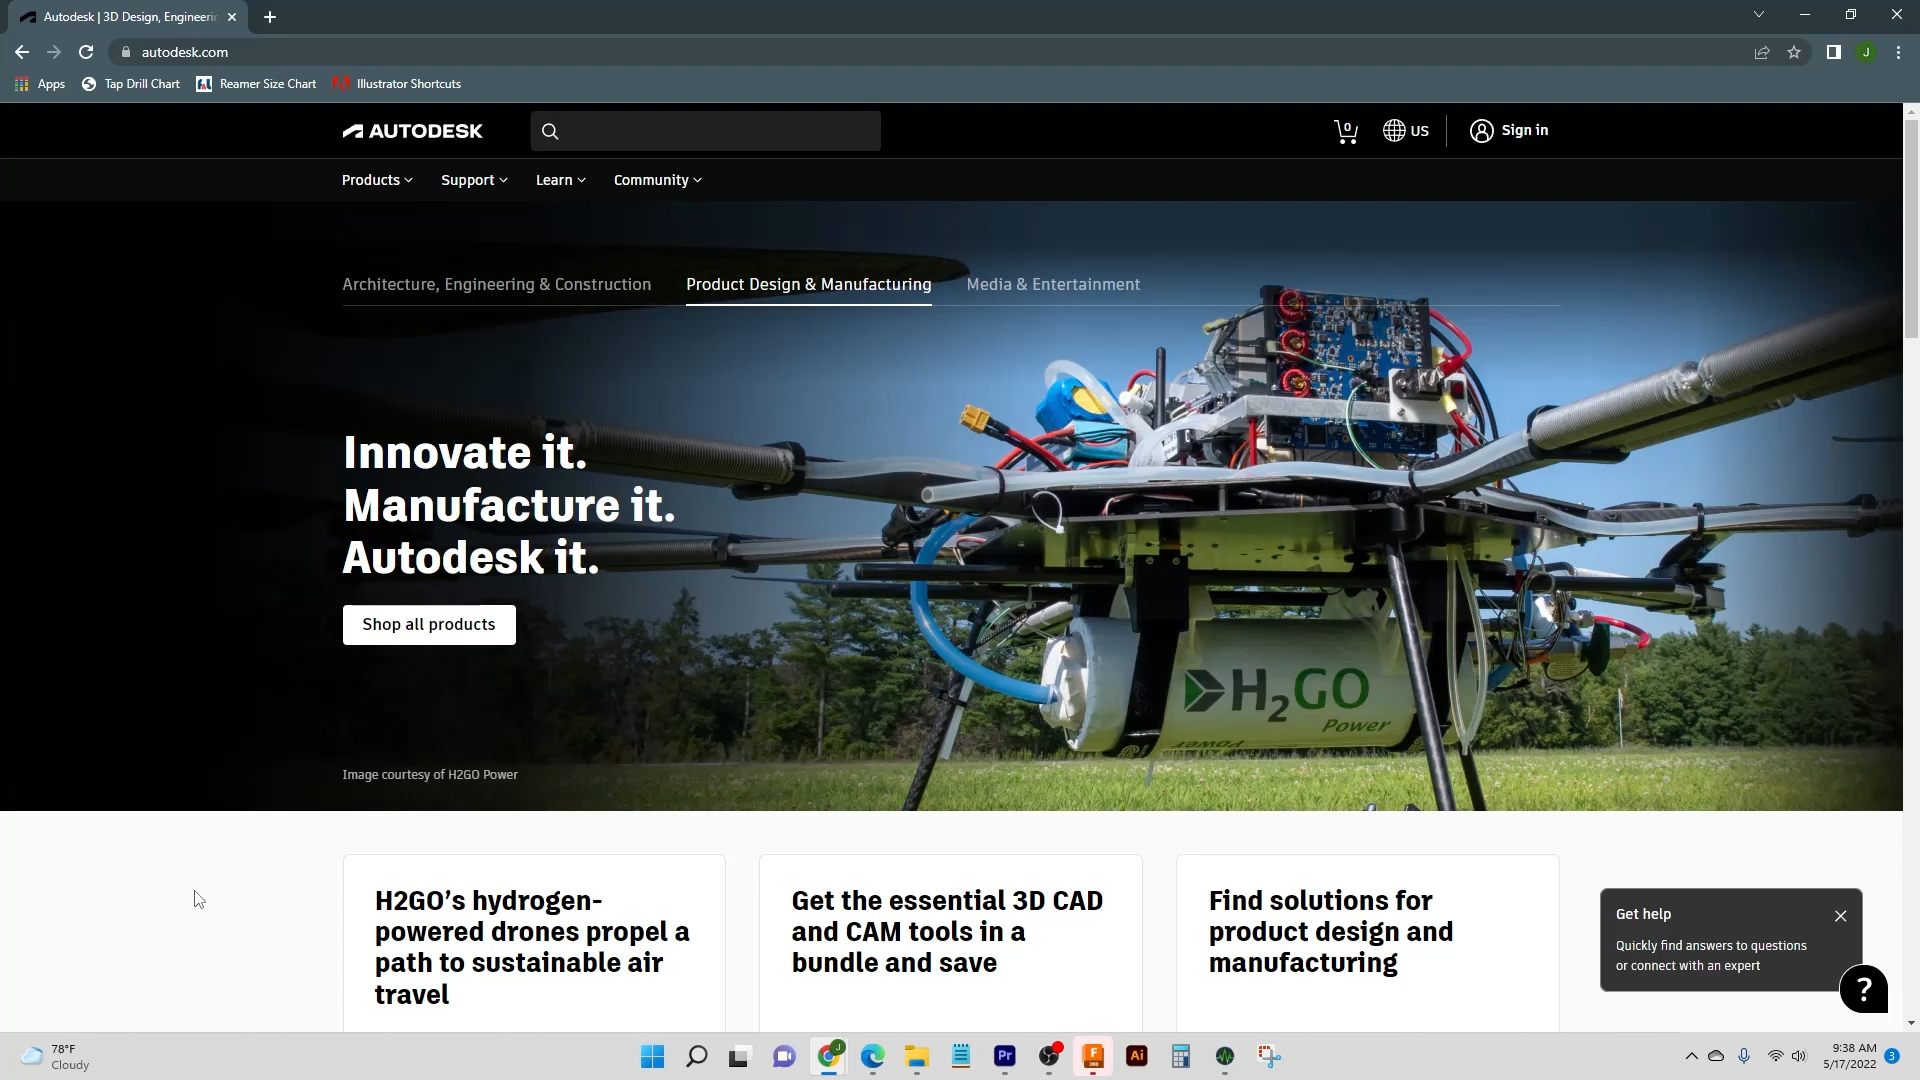 Autodesk | 3D Design, Engineerin
autodesk.com
J
Apps
Tap Drill Chart
Reamer Size Chart
Illustrator Shortcuts
AUTODESK
0
US
Sign in
Products
Support
Learn
Community
Architecture, Engineering & Construction
Product Design & Manufacturing
Media & Entertainment
Innovate it.
Manufacture it.
Autodesk it.
Shop all products
H2GO
Power
Image courtesy of H2GO Power
H2GO's hydrogen-
powered drones propel a
path to sustainable air
travel
Get the essential 3D CAD
and CAM tools in a
bundle and save
Find solutions for
product design and
manufacturing
Get help
Quickly find answers to questions
or connect with an expert
?
78°F
Cloudy
J
Pr
F
360
Ai
9:38 AM
5/17/2022
3